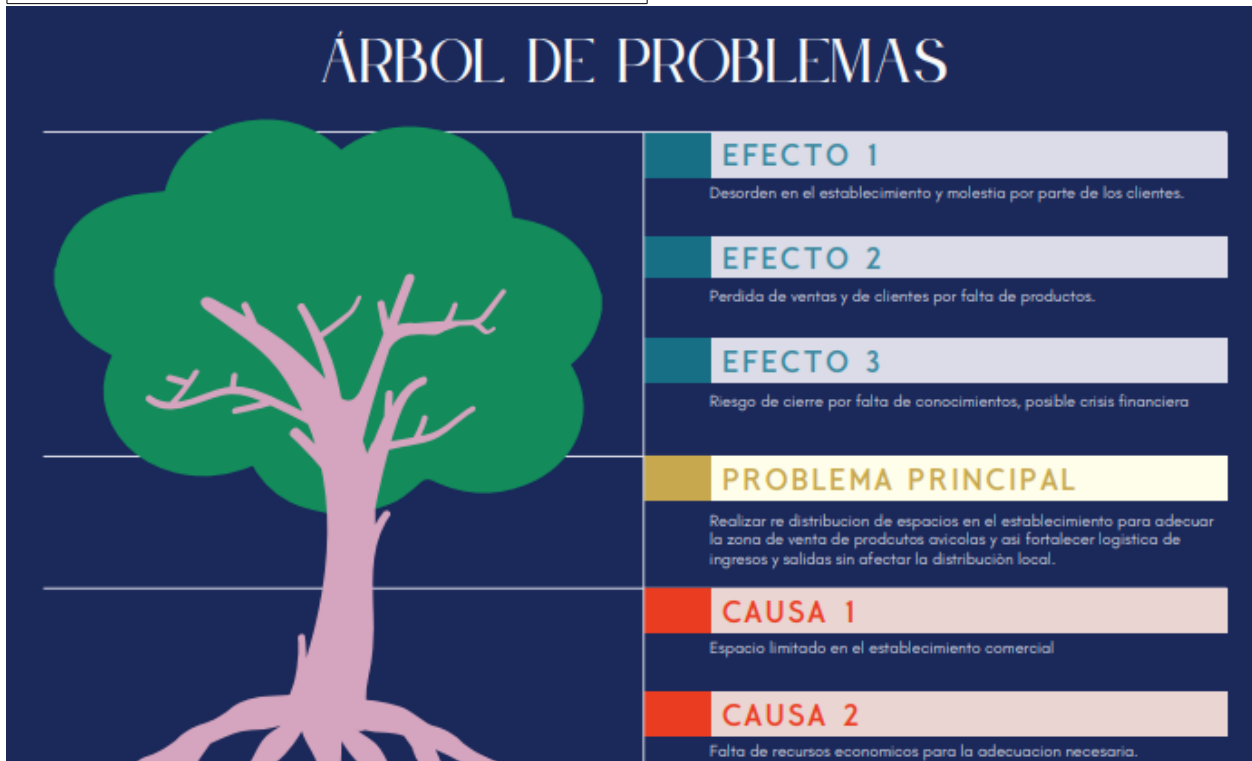 ÁRBOL DE PROBLEMAS
EFECTO 1
Desorden en el establecimiento y molestia por parte de los clientes.
EFECTO 2
Perdida de ventas y de clientes por falta de productos.
EFECTO 3
Riesgo de cierre por falta de conocimientos, posible crisis financiera
PROBLEMA PRINCIPAL
Realizar re distribucion de espacios en el establecimiento para adecuar
la zona de venta de prodcutos avicolas y asi fortalecer logistica de
ingresos y salidas sin afectar la distribuciòn local.
CAUSA 1
Espacio limitado en el establecimiento comercial
CAUSA 2
Falta de recursos economicos para la adecuacion necesaria.